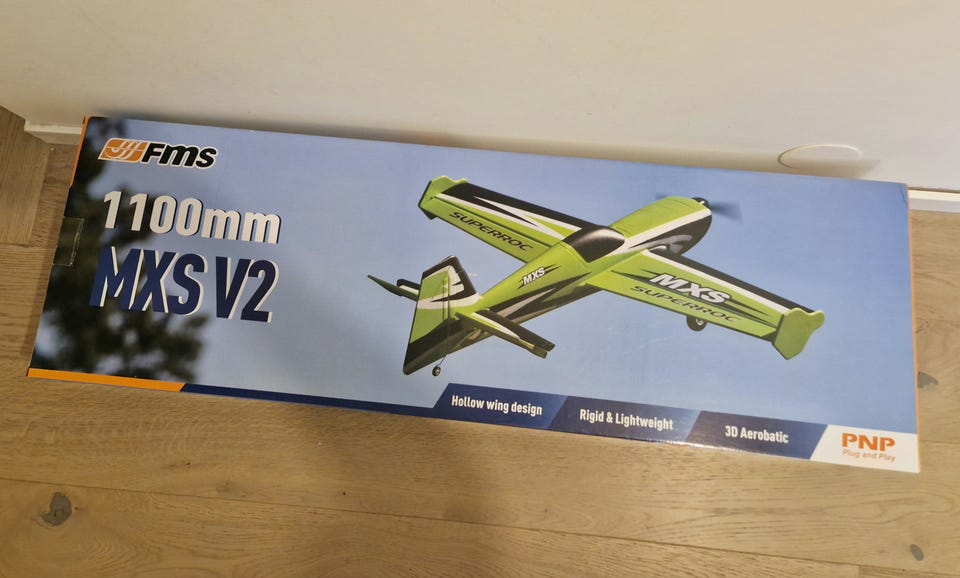 Fms
1100mm
MXS V2
SUPERROC
MXS
MXS
SUPERROC
Hollow wing design
Rigid & Lightweight
3D Aerobatic
PNP
Plug and Play